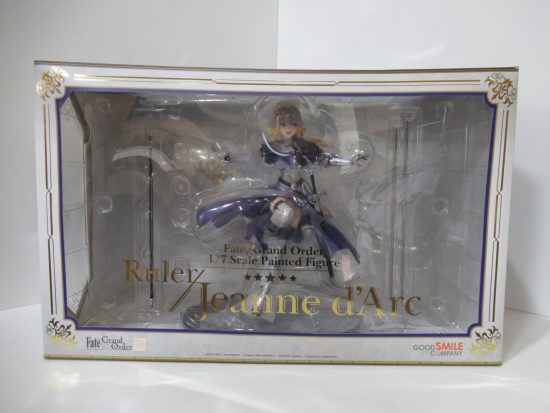 Fate/Grand Order
1/7 Scale Painted Figure
★★★★★
Ruler/
Jeanne d'Arc
Fate
Grand Order
GOOD SMILE
COMPANY